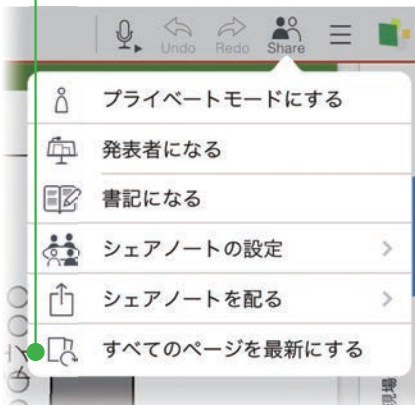 Undo Redo Share
プライベートモードにする
発表者になる
書記になる
シェアノートの設定
シェアノートを配る
すべてのページを最新にする
現場